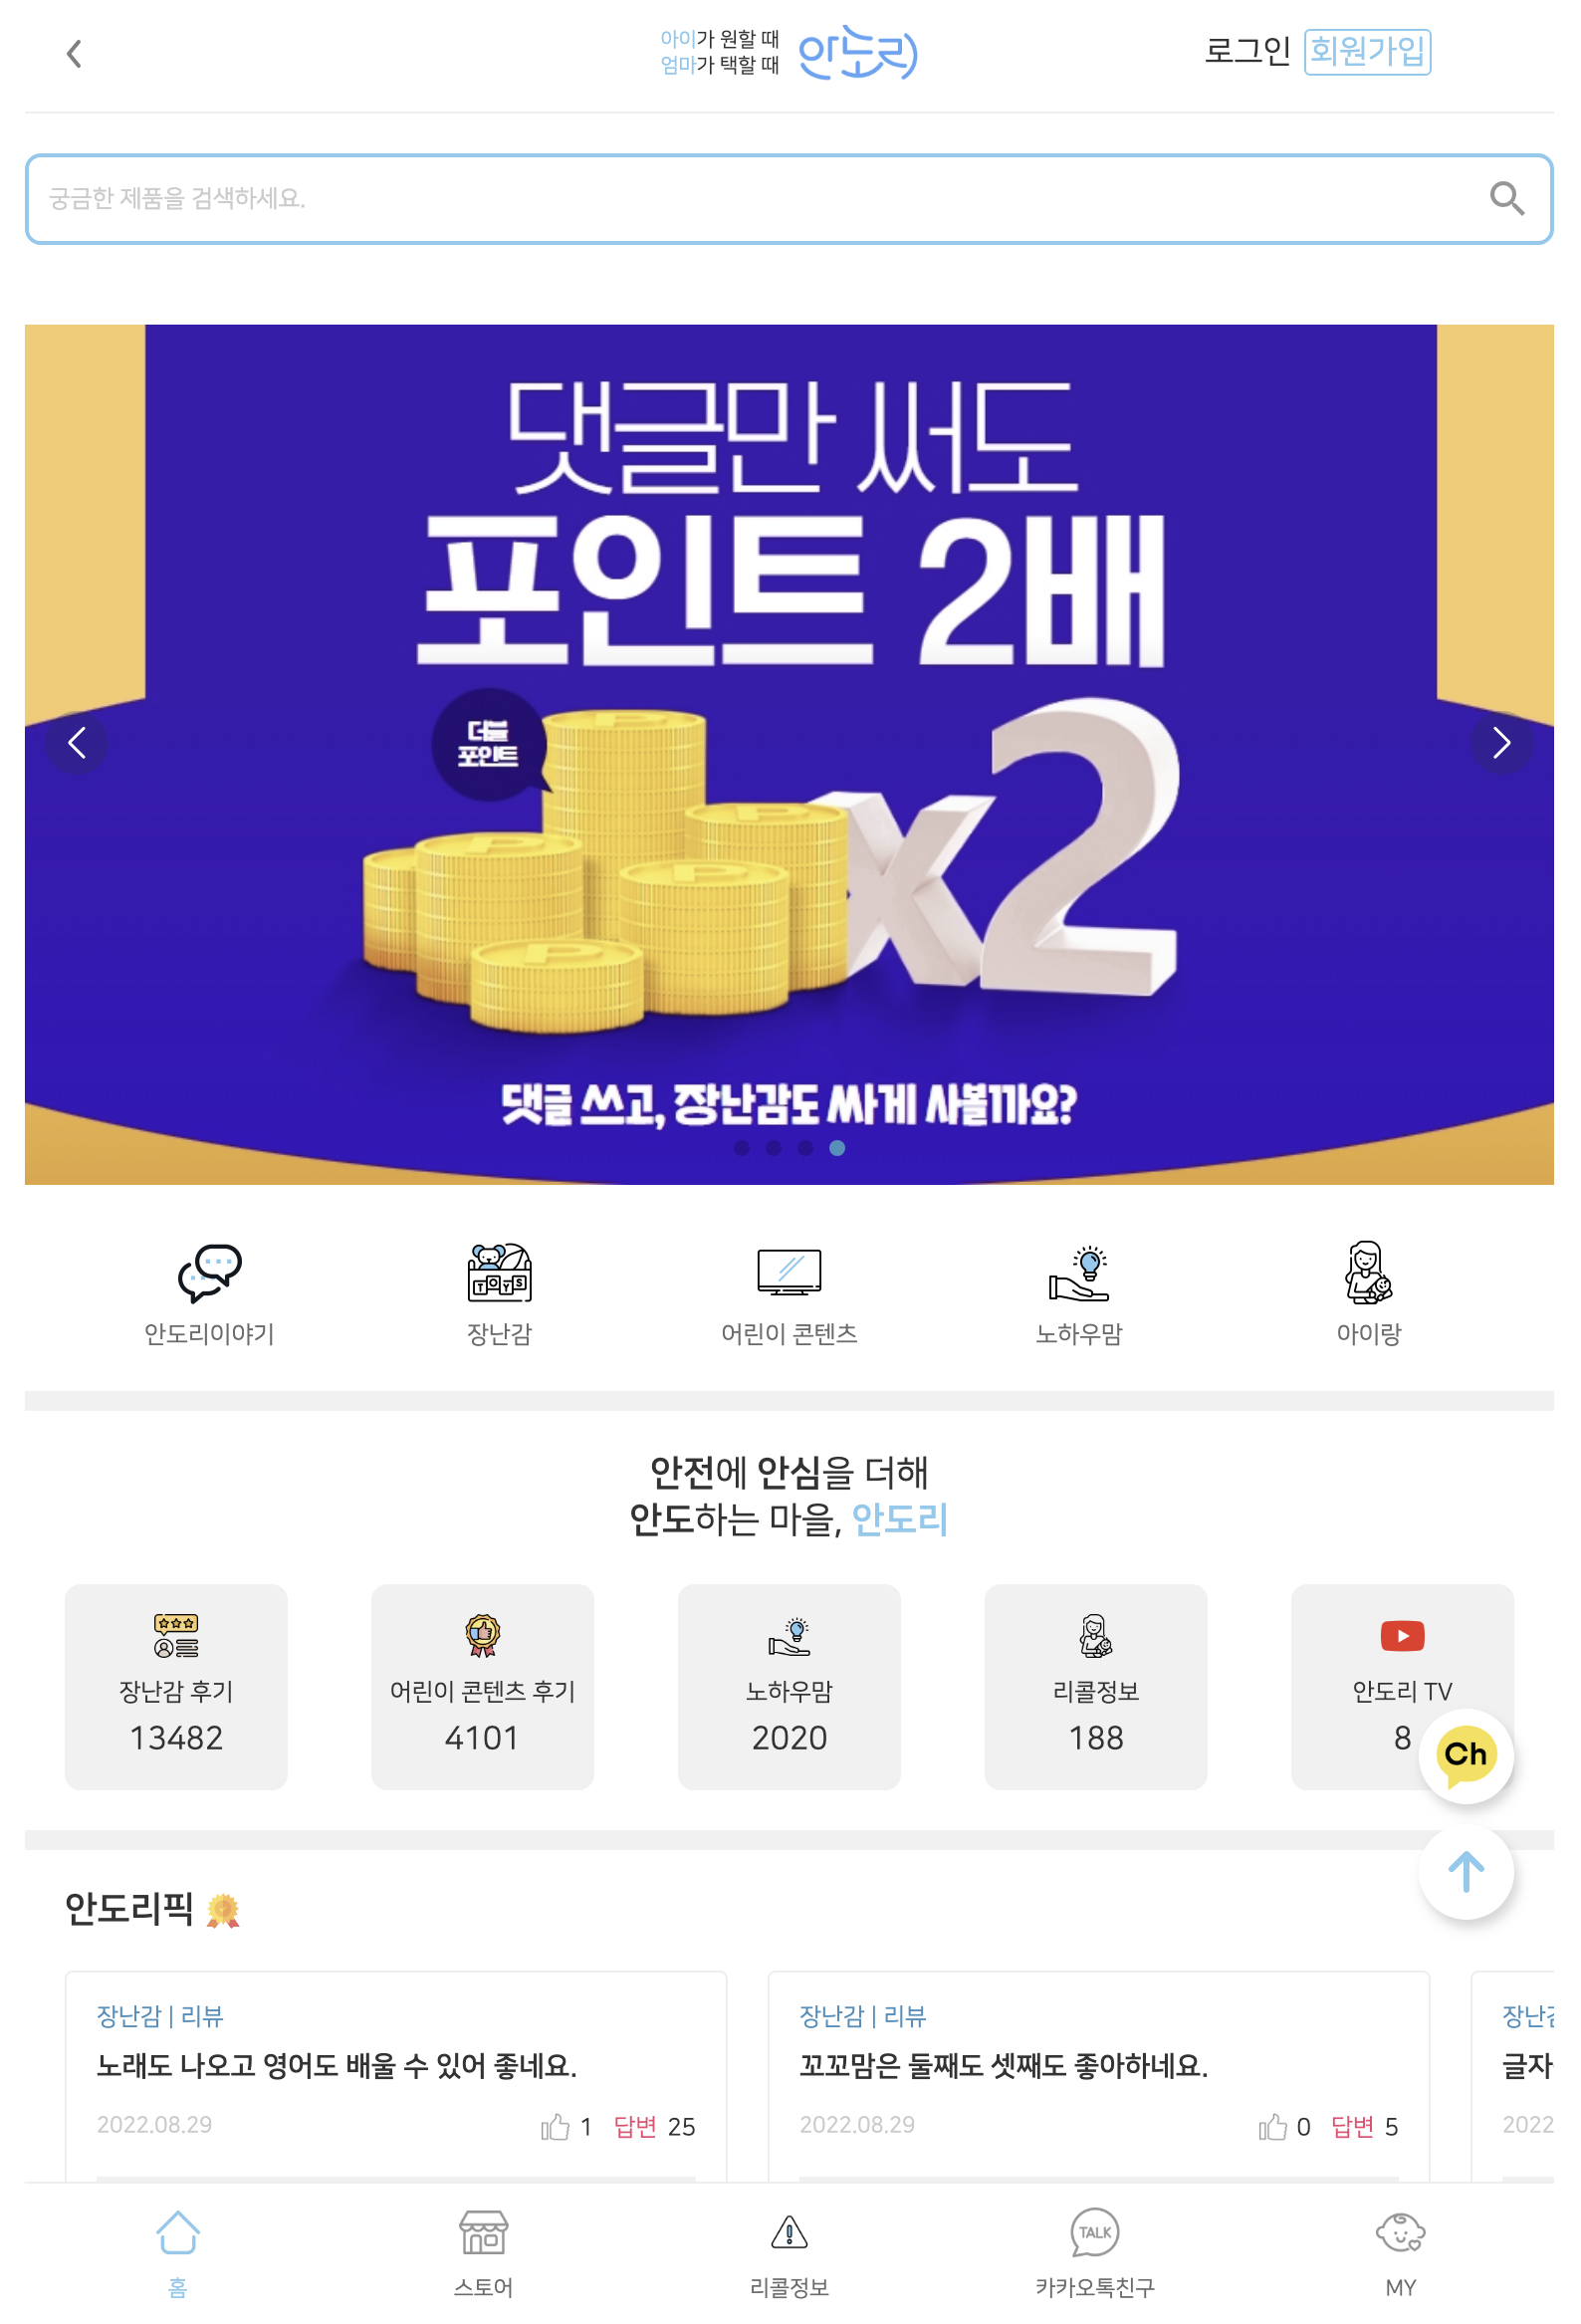 아이가 원할 때
엄마가 택할 때
안도리
로그인 회원가입
궁금한 제품을 검색하세요.
댓글만 써도
포인트 2배
더블
포인트
x2
댓글 쓰고, 장난감도 싸게 사볼까요?
TOYS
안도리이야기 장난감 어린이 콘텐츠 노하우맘 아이랑
안전에 안심을 더해
안도하는 마을, 안도리
장난감 후기 어린이 콘텐츠 후기 노하우맘 리콜정보 안도리 TV
13482 4101 2020 188 8
Ch
안도리픽
장난감 | 리뷰
노래도 나오고 영어도 배울 수 있어 좋네요.
2022.08.29 1 답변 25
장난감 | 리뷰
꼬꼬맘은 둘째도 셋째도 좋아하네요.
2022.08.29 0 답변 5
장난감
글자
2022
TALK
홈 스토어 리콜정보 카카오톡친구 MY